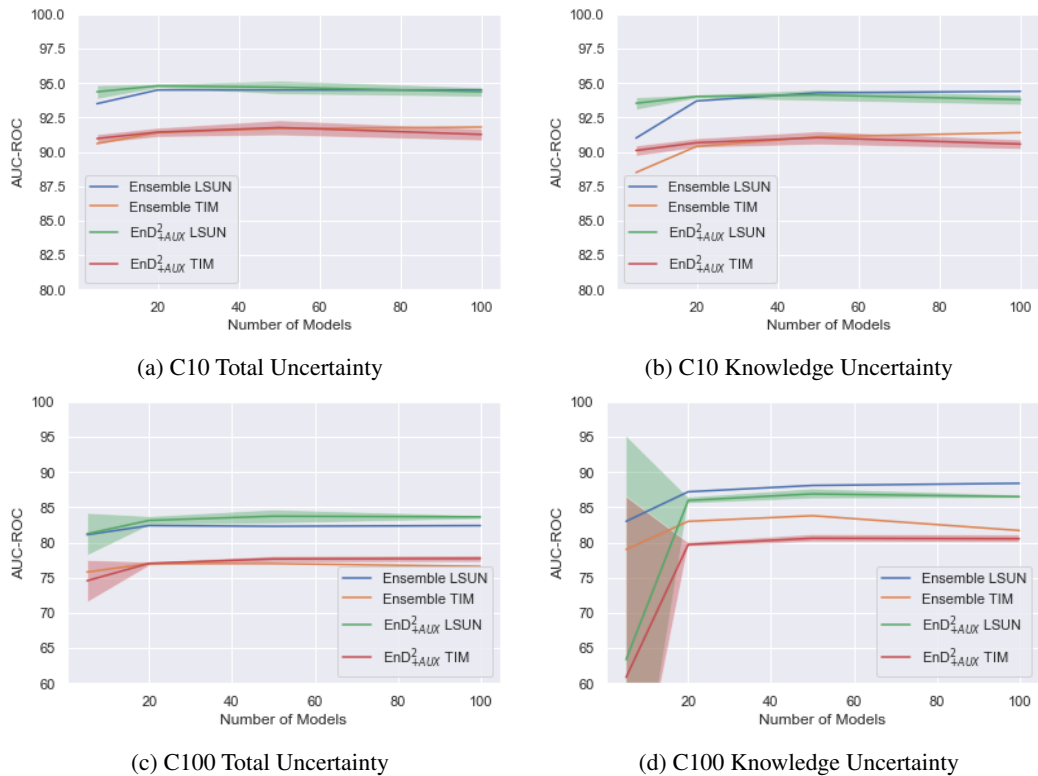 100.0
97.5
95.0
92.5
90.0
87.5
85.0
82.5
80.0
AUC-ROC
Ensemble LSUN
Ensemble TIM
EnD²₊AUX LSUN
EnD²₊AUX TIM
20 40 60 80 100
Number of Models
(a) C10 Total Uncertainty
100.0
97.5
95.0
92.5
90.0
87.5
85.0
82.5
80.0
AUC-ROC
Ensemble LSUN
Ensemble TIM
EnD²₊AUX LSUN
EnD²₊AUX TIM
20 40 60 80 100
Number of Models
(b) C10 Knowledge Uncertainty
100
95
90
85
80
75
70
65
60
AUC-ROC
Ensemble LSUN
Ensemble TIM
EnD²₊AUX LSUN
EnD²₊AUX TIM
20 40 60 80 100
Number of Models
(c) C100 Total Uncertainty
100
95
90
85
80
75
70
65
60
AUC-ROC
Ensemble LSUN
Ensemble TIM
EnD²₊AUX LSUN
EnD²₊AUX TIM
20 40 60 80 100
Number of Models
(d) C100 Knowledge Uncertainty